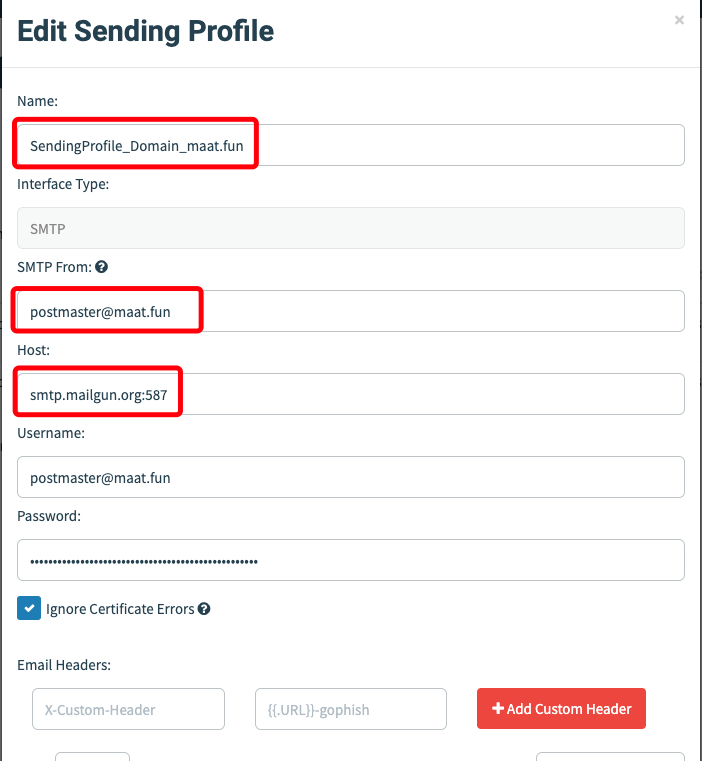 Edit Sending Profile
×
Name:
SendingProfile_Domain_maat.fun
Interface Type:
SMTP
SMTP From: ?
postmaster@maat.fun
Host:
smtp.mailgun.org:587
Username:
postmaster@maat.fun
Password:
••••••••••••••••••••••••••••••••••••••••••••••••••
Ignore Certificate Errors ?
Email Headers:
X-Custom-Header {{.URL}}-gophish + Add Custom Header